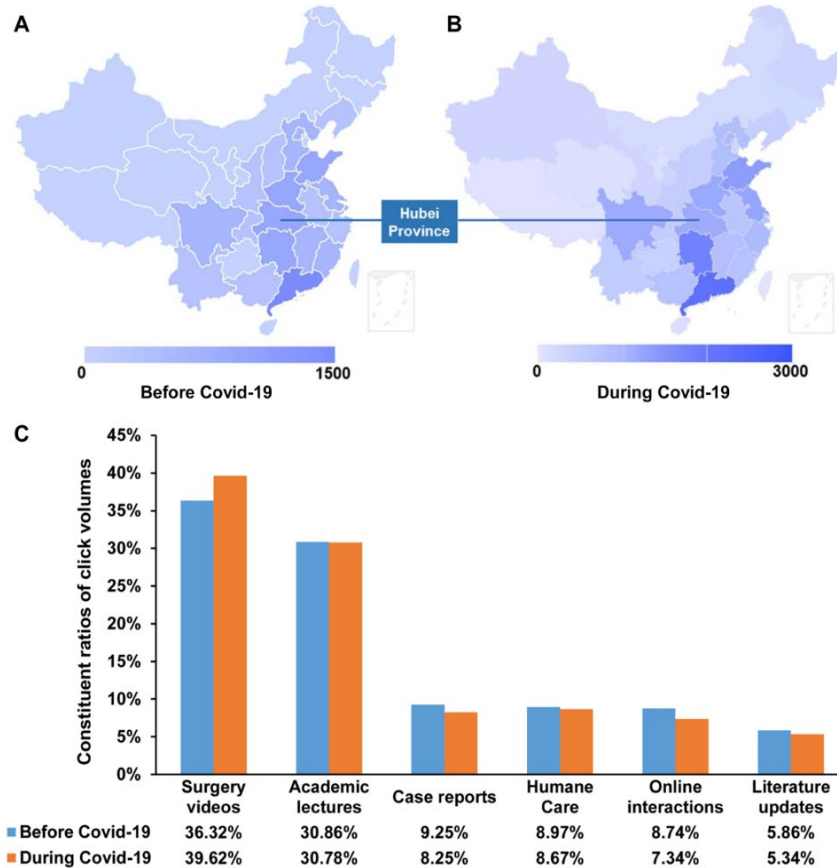 A
B
Hubei
Province
0
1500
Before Covid-19
0
3000
During Covid-19
C
Constituent ratios of click volumes
45%
40%
35%
30%
25%
20%
15%
10%
5%
0%
Surgery
videos
Academic
lectures
Case reports
Humane
Care
Online
interactions
Literature
updates
Before Covid-19 36.32% 30.86% 9.25% 8.97% 8.74% 5.86%
During Covid-19 39.62% 30.78% 8.25% 8.67% 7.34% 5.34%